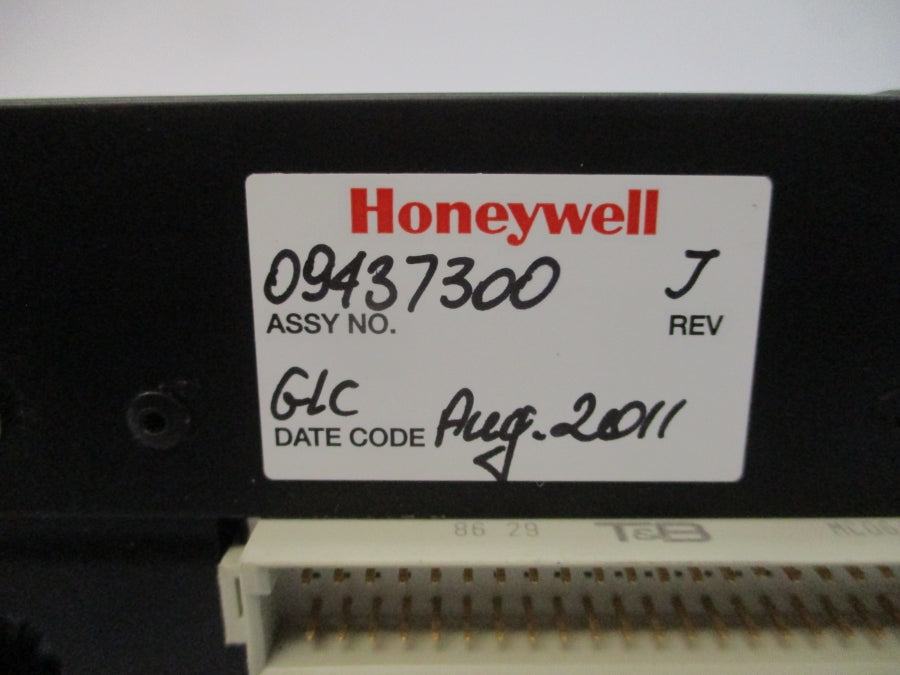 Honeywell
09437300 J
ASSY NO. REV
GLC
DATE CODE Aug. 2011
86 29 T&B